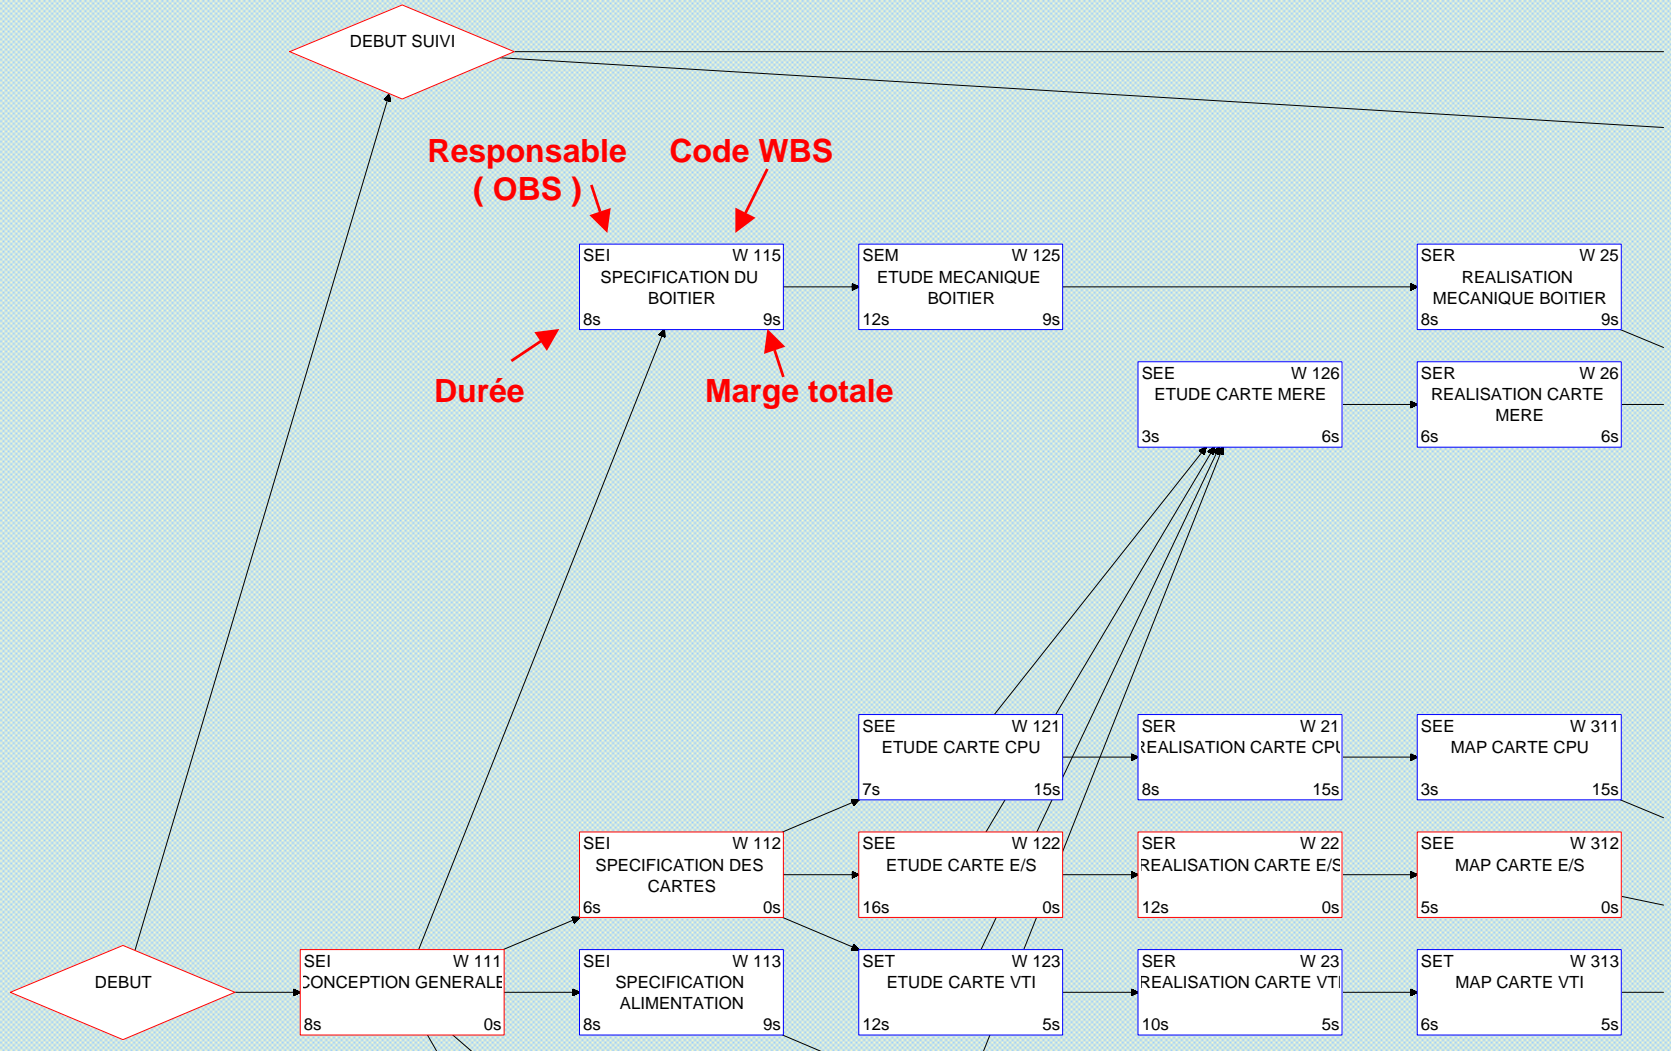 DEBUT SUIVI
Responsable
( OBS )
Code WBS
SEI W 115
SPECIFICATION DU
BOITIER
8s 9s
SEM W 125
ETUDE MECANIQUE
BOITIER
12s 9s
SER W 25
REALISATION
MECANIQUE BOITIER
8s 9s
Durée
Marge totale
SEE W 126
ETUDE CARTE MERE
3s 6s
SER W 26
REALISATION CARTE
MERE
6s 6s
SEE W 121
ETUDE CARTE CPU
7s 15s
SER W 21
REALISATION CARTE CPU
8s 15s
SEE W 311
MAP CARTE CPU
3s 15s
SEI W 112
SPECIFICATION DES
CARTES
6s 0s
SEE W 122
ETUDE CARTE E/S
16s 0s
SER W 22
REALISATION CARTE E/S
12s 0s
SEE W 312
MAP CARTE E/S
5s 0s
DEBUT
SEI W 111
CONCEPTION GENERALE
8s 0s
SEI W 113
SPECIFICATION
ALIMENTATION
8s 9s
SET W 123
ETUDE CARTE VTI
12s 5s
SER W 23
REALISATION CARTE VTI
10s 5s
SET W 313
MAP CARTE VTI
6s 5s